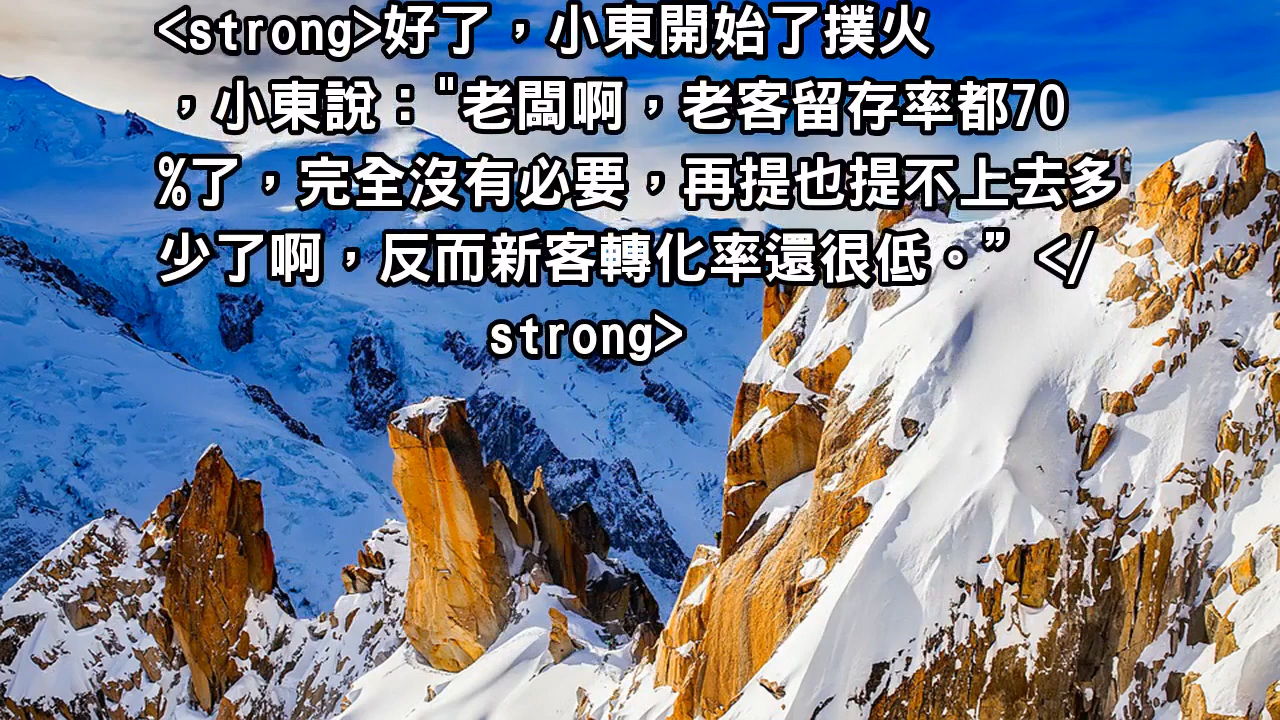 <strong>好了，小東開始了撲火
，小東說："老闆啊，老客留存率都70
%了，完全沒有必要，再提也提不上去多
少了啊，反而新客轉化率還很低。”</
strong>